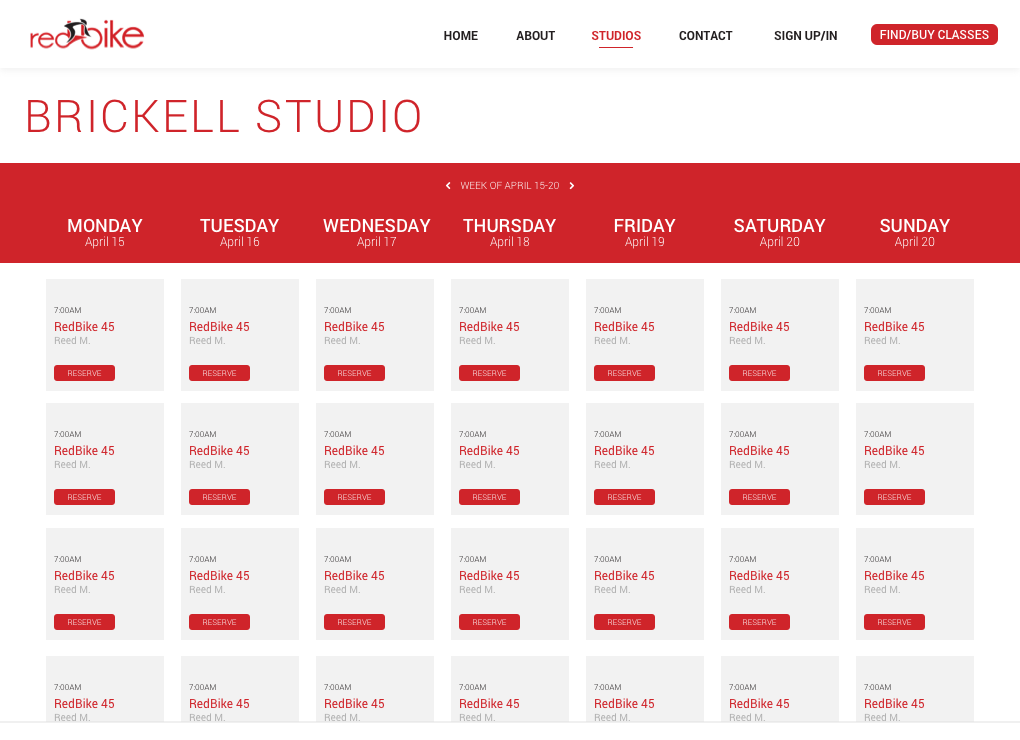 redbike
HOME ABOUT STUDIOS CONTACT SIGN UP/IN FIND/BUY CLASSES
BRICKELL STUDIO
WEEK OF APRIL 15-20
MONDAY TUESDAY WEDNESDAY THURSDAY FRIDAY SATURDAY SUNDAY
April 15 April 16 April 17 April 18 April 19 April 20 April 20
7:00AM 7:00AM 7:00AM 7:00AM 7:00AM 7:00AM 7:00AM
RedBike 45 RedBike 45 RedBike 45 RedBike 45 RedBike 45 RedBike 45 RedBike 45
Reed M. Reed M. Reed M. Reed M. Reed M. Reed M. Reed M.
RESERVE RESERVE RESERVE RESERVE RESERVE RESERVE RESERVE
7:00AM 7:00AM 7:00AM 7:00AM 7:00AM 7:00AM 7:00AM
RedBike 45 RedBike 45 RedBike 45 RedBike 45 RedBike 45 RedBike 45 RedBike 45
Reed M. Reed M. Reed M. Reed M. Reed M. Reed M. Reed M.
RESERVE RESERVE RESERVE RESERVE RESERVE RESERVE RESERVE
7:00AM 7:00AM 7:00AM 7:00AM 7:00AM 7:00AM 7:00AM
RedBike 45 RedBike 45 RedBike 45 RedBike 45 RedBike 45 RedBike 45 RedBike 45
Reed M. Reed M. Reed M. Reed M. Reed M. Reed M. Reed M.
RESERVE RESERVE RESERVE RESERVE RESERVE RESERVE RESERVE
7:00AM 7:00AM 7:00AM 7:00AM 7:00AM 7:00AM 7:00AM
RedBike 45 RedBike 45 RedBike 45 RedBike 45 RedBike 45 RedBike 45 RedBike 45
Reed M. Reed M. Reed M. Reed M. Reed M. Reed M. Reed M.